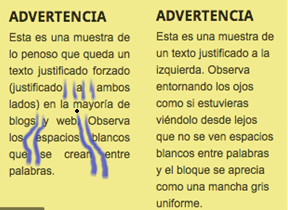 ADVERTENCIA
Esta es una muestra de
lo penoso que queda un
texto justificado forzado
(justificado a ambos
lados) en la mayoría de
blogs y web. Observa
los espacios blancos
que se crean entre
palabras.
ADVERTENCIA
Esta es una muestra de
un texto justificado a la
izquierda. Observa
entornando los ojos
como si estuvieras
viéndolo desde lejos
que no se ven espacios
blancos entre palabras
y el bloque se aprecia
como una mancha gris
uniforme.